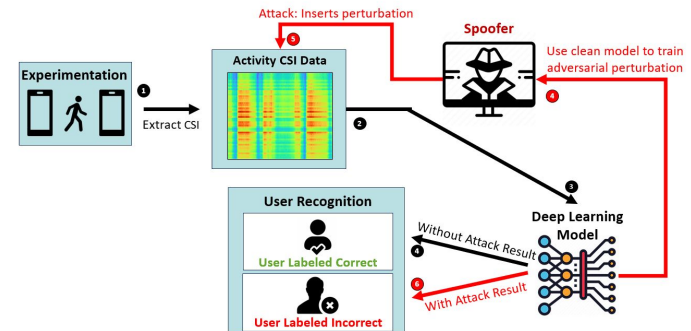 Attack: Inserts perturbation
Spoofer
5
Experimentation
Activity CSI Data
Use clean model to train
adversarial perturbation
1
4
Extract CSI
2
3
User Recognition
Deep Learning
Model
Without Attack Result
4
User Labeled Correct
6
With Attack Result
User Labeled Incorrect